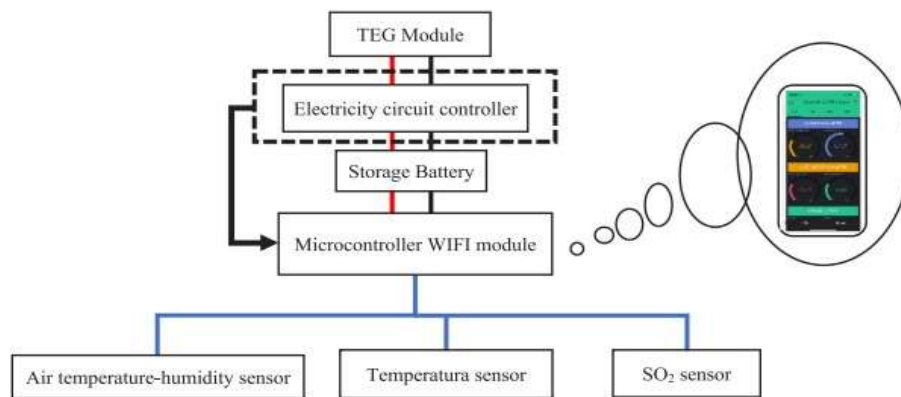 TEG Module
Electricity circuit controller
Storage Battery
Microcontroller WIFI module
Air temperature-humidity sensor
Temperatura sensor
SO₂ sensor